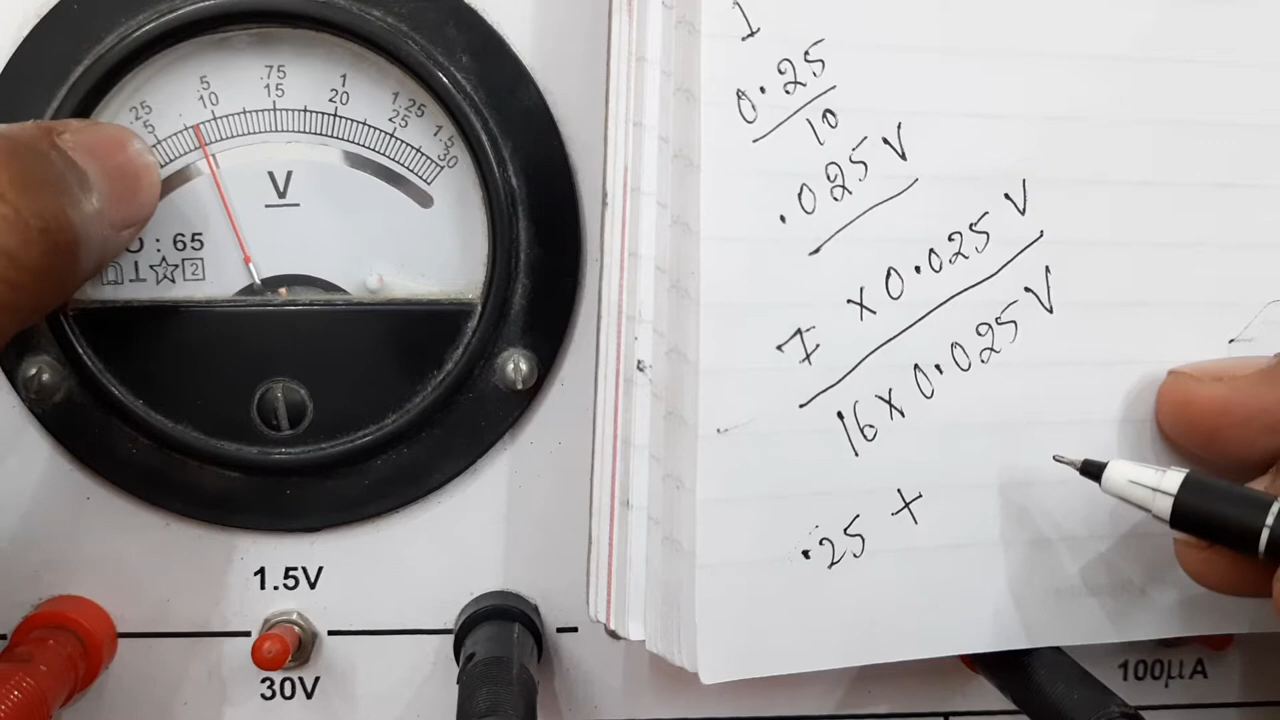 .25 .5 .75 1 1.25 1.5
5 10 15 20 25 30
V
O : 65
2
1.5V
30V
1
0.25
10
.025 V
7 x 0.025 V
16 x 0.025 V
.25 +
100µA